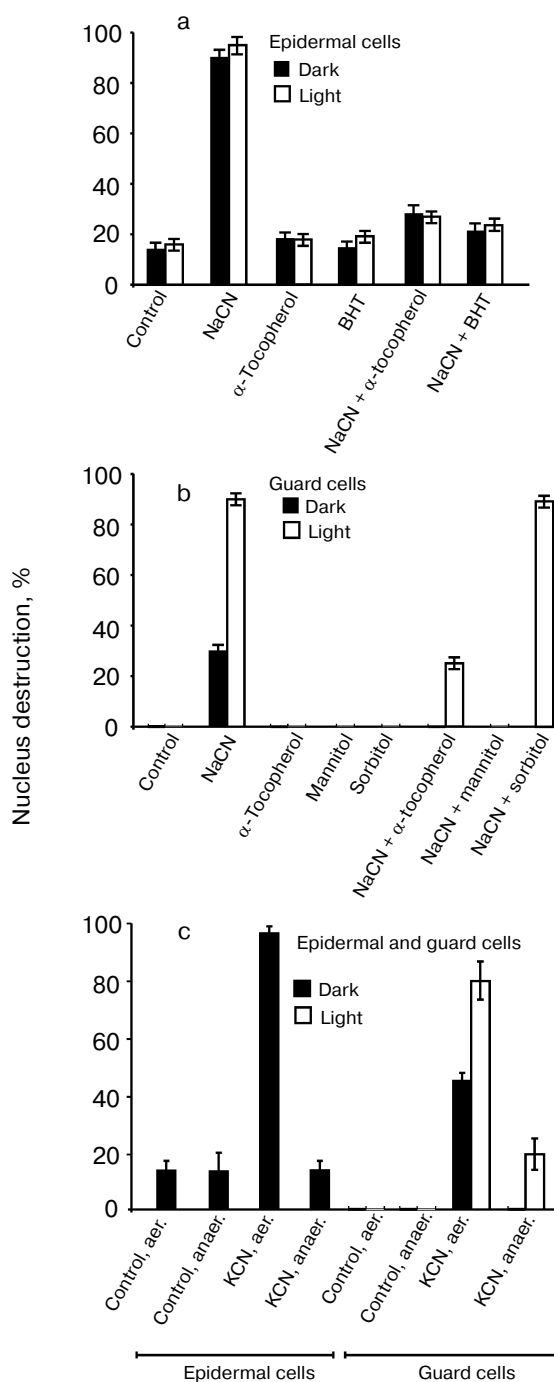 Nucleus destruction, %
a
Epidermal cells
Dark
Light
100
80
60
40
20
0
Control
NaCN
α-Tocopherol
BHT
NaCN + α-tocopherol
NaCN + BHT
b
Guard cells
Dark
Light
100
80
60
40
20
0
Control
NaCN
α-Tocopherol
Mannitol
Sorbitol
NaCN + α-tocopherol
NaCN + mannitol
NaCN + sorbitol
c
Epidermal and guard cells
Dark
Light
100
80
60
40
20
0
Control, aer.
Control, anaer.
KCN, aer.
KCN, anaer.
Control, aer.
Control, anaer.
KCN, aer.
KCN, anaer.
Epidermal cells
Guard cells